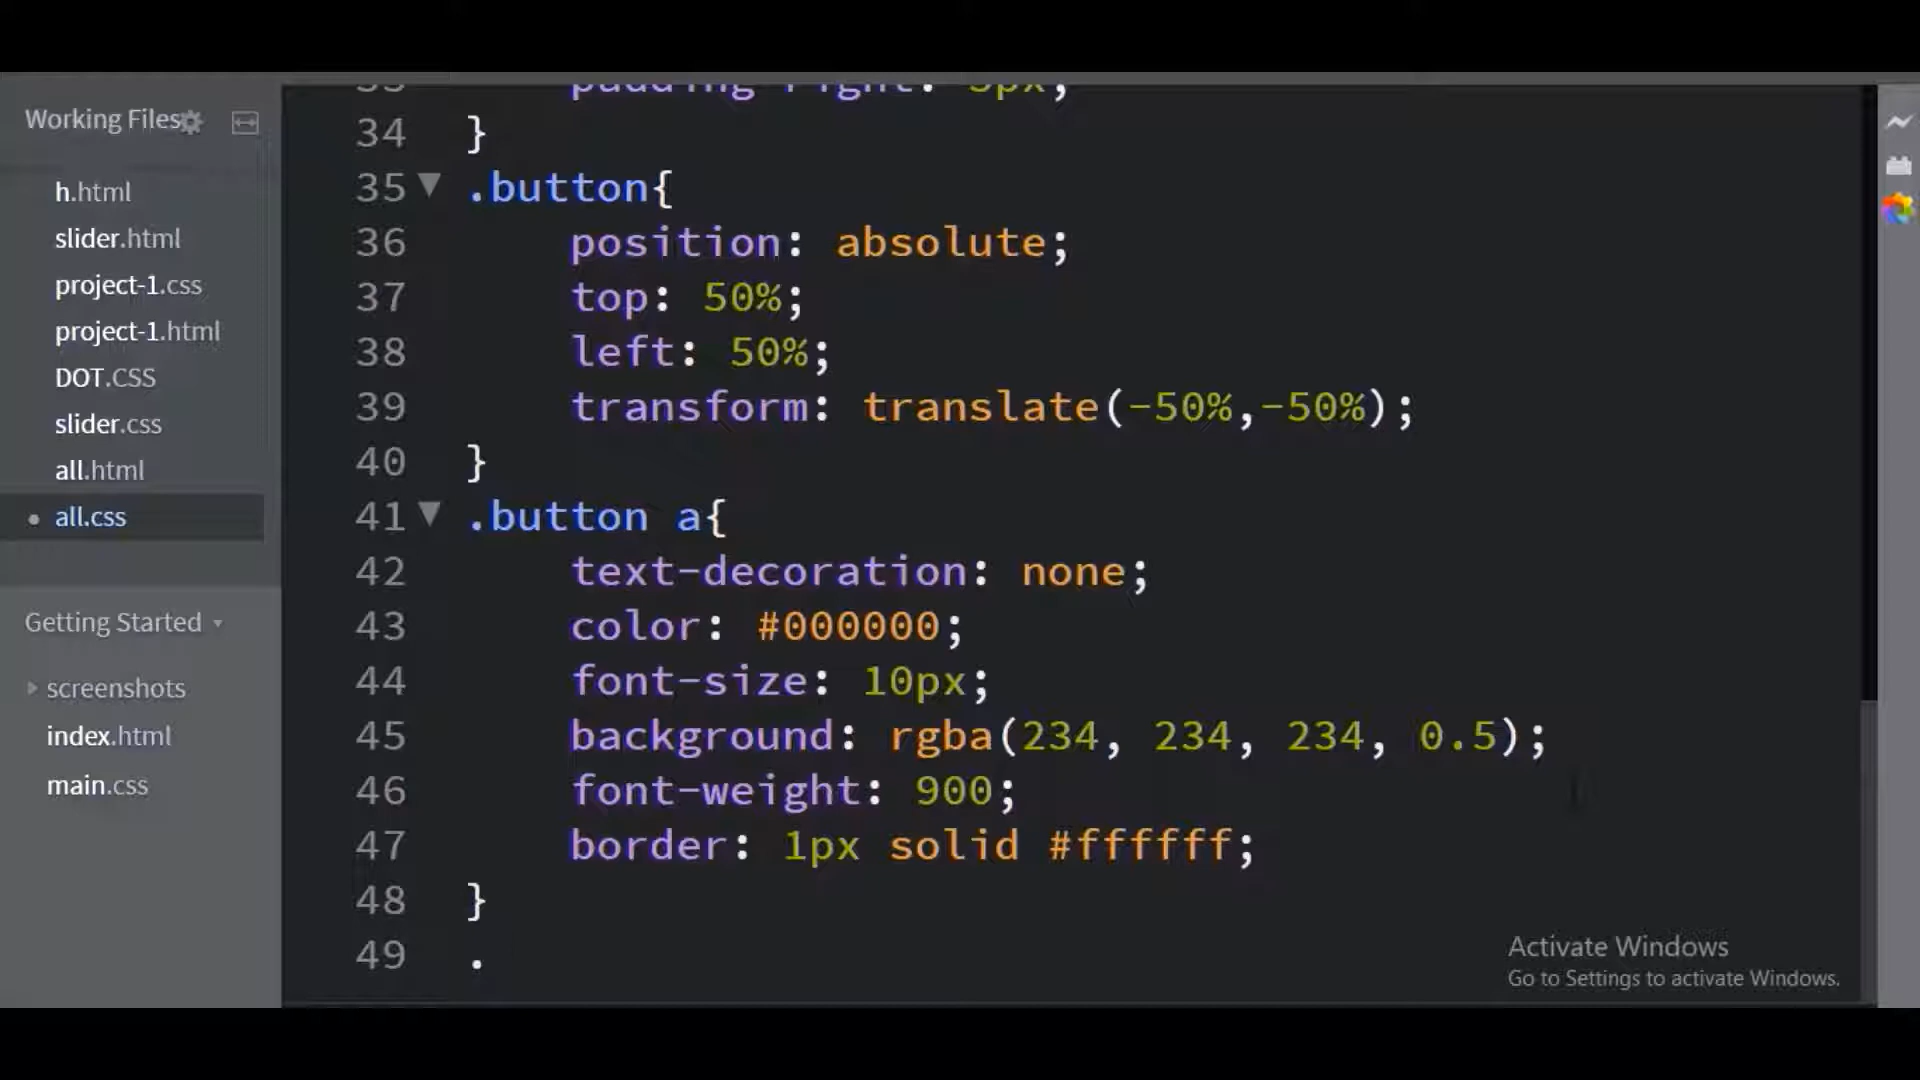 Working Files
h.html
slider.html
project-1.css
project-1.html
DOT.CSS
slider.css
all.html
all.css
Getting Started
screenshots
index.html
main.css
33 padding-right: 5px;
34 }
35 .button{
36 position: absolute;
37 top: 50%;
38 left: 50%;
39 transform: translate(-50%,-50%);
40 }
41 .button a{
42 text-decoration: none;
43 color: #000000;
44 font-size: 10px;
45 background: rgba(234, 234, 234, 0.5);
46 font-weight: 900;
47 border: 1px solid #ffffff;
48 }
49 .
Activate Windows
Go to Settings to activate Windows.